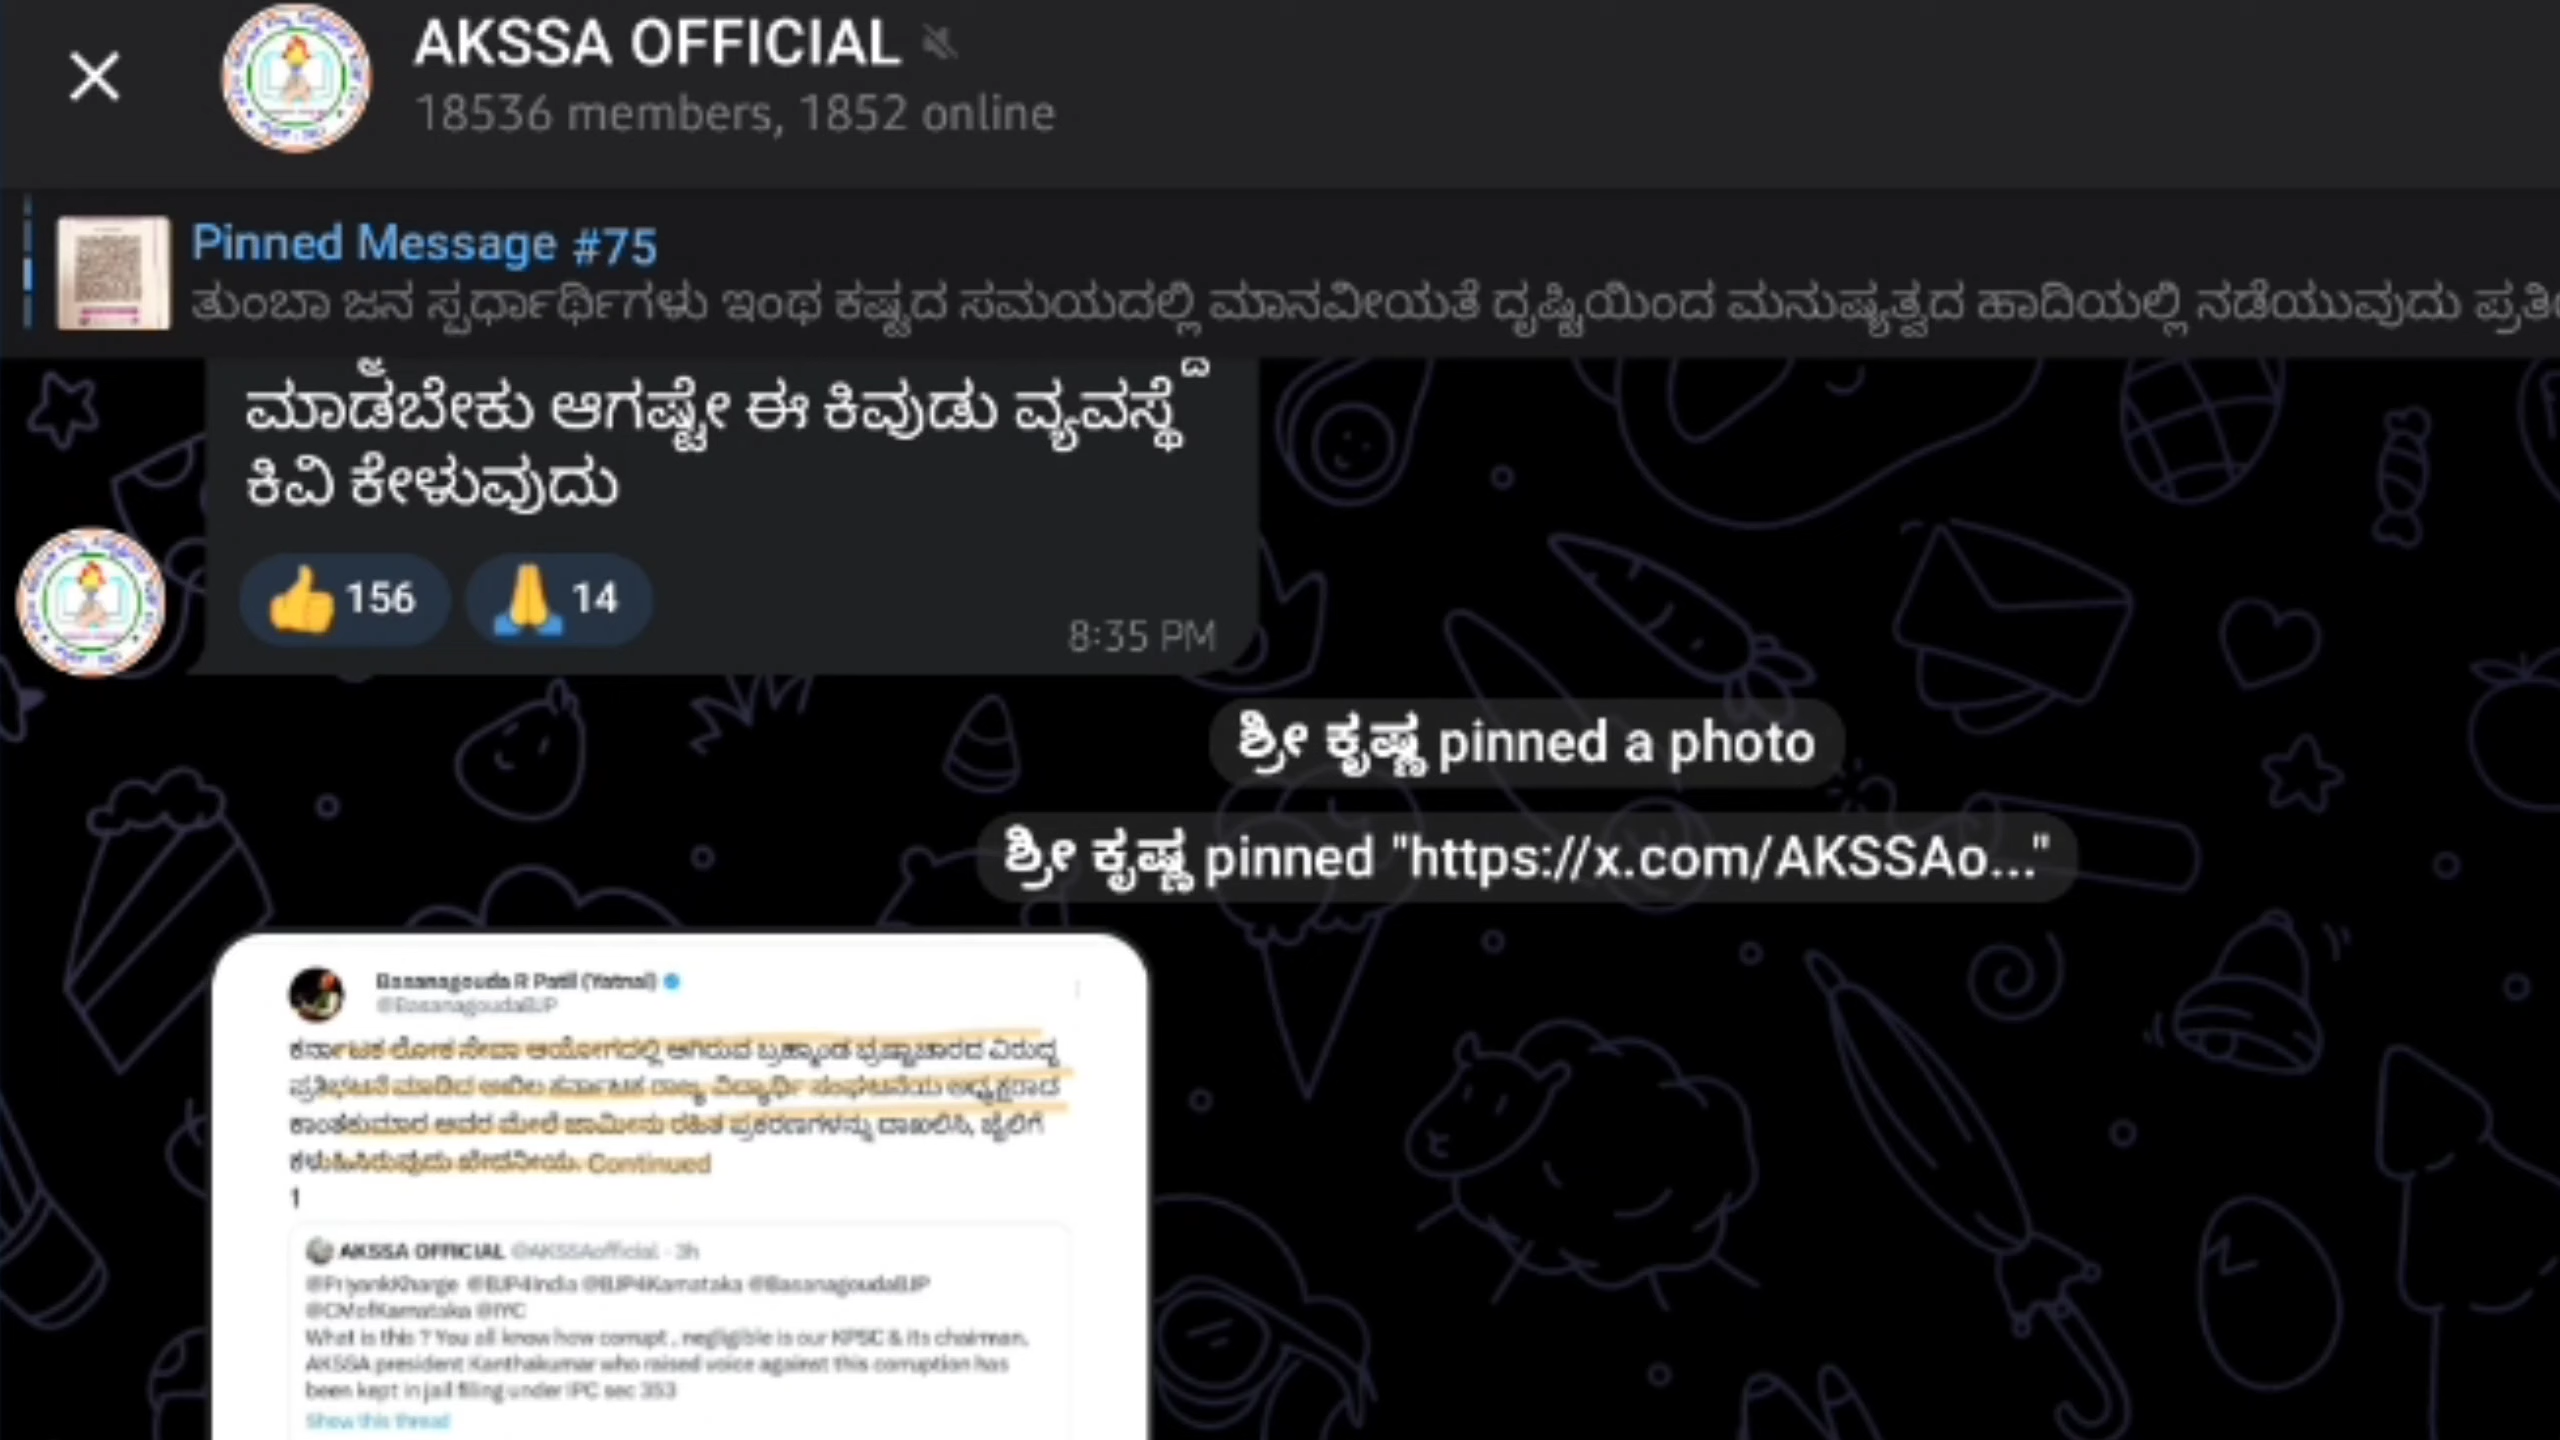 AKSSA OFFICIAL
18536 members, 1852 online
Pinned Message #75
ತುಂಬಾ ಜನ ಸ್ಪರ್ಧಾರ್ಥಿಗಳು ಇಂಥ ಕಷ್ಟದ ಸಮಯದಲ್ಲಿ ಮಾನವೀಯತೆ ದೃಷ್ಟಿಯಿಂದ ಮನುಷ್ಯತ್ವದ ಹಾದಿಯಲ್ಲಿ ನಡೆಯುವುದು
ಮಾಡಬೇಕು ಆಗಷ್ಟೇ ಈ ಕಿವುಡು ವ್ಯವಸ್ಥೆ
ಕಿವಿ ಕೇಳುವುದು
👍 156 🙏 14
8:35 PM
ಶ್ರೀ ಕೃಷ್ಣ pinned a photo
ಶ್ರೀ ಕೃಷ್ಣ pinned "https://x.com/AKSSAo..."
Basanagouda R Patil (Yatnal)
@BasanagoudaBJP
ಕರ್ನಾಟಕ ಲೋಕ ಸೇವಾ ಆಯೋಗದಲ್ಲಿ ಆಗಿರುವ ಬ್ರಹ್ಮಾಂಡ ಭ್ರಷ್ಟಾಚಾರದ ವಿರುದ್ಧ
ಪ್ರತಿಭಟನೆ ಮಾಡಿದ ಅಖಿಲ ಕರ್ನಾಟಕ ರಾಜ್ಯ ವಿದ್ಯಾರ್ಥಿ ಸಂಘಟನೆಯ ಅಧ್ಯಕ್ಷರಾದ
ಕಾಂತಕುಮಾರ ಅವರ ಮೇಲೆ ಜಾಮೀನು ರಹಿತ ಪ್ರಕರಣಗಳನ್ನು ದಾಖಲಿಸಿ, ಜೈಲಿಗೆ
ಕಳುಹಿಸಿರುವುದು ಖೇದನೀಯ. Continued
1
AKSSA OFFICIAL @AKSSAofficial · 3h
@PriyankKharge @BJP4India @BJP4Karnataka @BasanagoudaBJP
@CMofKarnataka @IYC
What is this ? You all know how corrupt , negligible is our KPSC & its chairman.
AKSSA president Kanthakumar who raised voice against this corruption has
been kept in jail filing under IPC sec 353
Show this thread